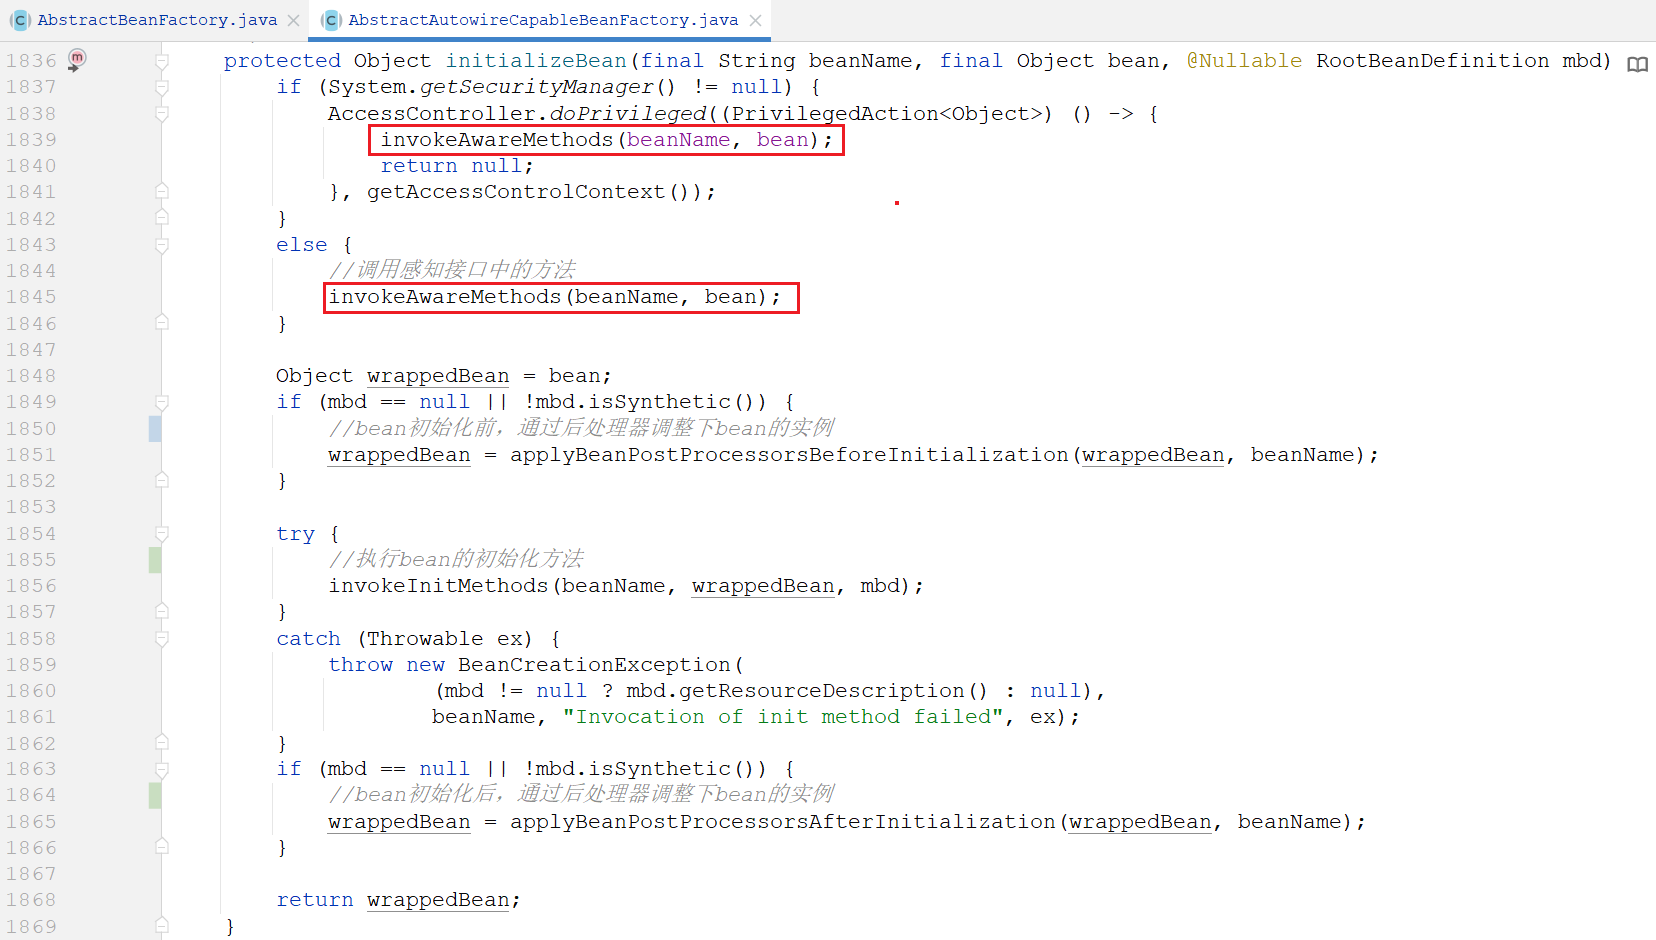 AbstractBeanFactory.java AbstractAutowireCapableBeanFactory.java
1836 protected Object initializeBean(final String beanName, final Object bean, @Nullable RootBeanDefinition mbd)
1837 if (System.getSecurityManager() != null) {
1838 AccessController.doPrivileged((PrivilegedAction<Object>) () -> {
1839 invokeAwareMethods(beanName, bean);
1840 return null;
1841 }, getAccessControlContext());
1842 }
1843 else {
1844 //调用感知接口中的方法
1845 invokeAwareMethods(beanName, bean);
1846 }
1847
1848 Object wrappedBean = bean;
1849 if (mbd == null || !mbd.isSynthetic()) {
1850 //bean初始化前，通过后处理器调整下bean的实例
1851 wrappedBean = applyBeanPostProcessorsBeforeInitialization(wrappedBean, beanName);
1852 }
1853
1854 try {
1855 //执行bean的初始化方法
1856 invokeInitMethods(beanName, wrappedBean, mbd);
1857 }
1858 catch (Throwable ex) {
1859 throw new BeanCreationException(
1860 (mbd != null ? mbd.getResourceDescription() : null),
1861 beanName, "Invocation of init method failed", ex);
1862 }
1863 if (mbd == null || !mbd.isSynthetic()) {
1864 //bean初始化后，通过后处理器调整下bean的实例
1865 wrappedBean = applyBeanPostProcessorsAfterInitialization(wrappedBean, beanName);
1866 }
1867
1868 return wrappedBean;
1869 }